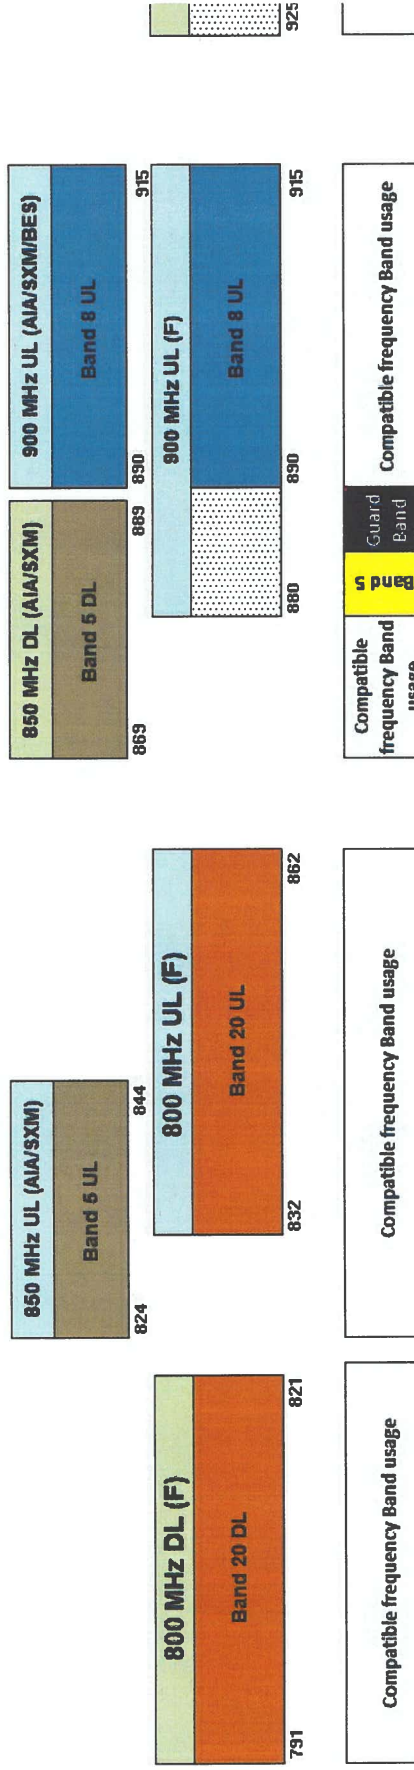 850 MHz UL (AIA/SXM)
850 MHz DL (AIA/SXM)
900 MHz UL (AIA/SXM/BES)
Band 5 UL
Band 5 DL
Band 8 UL
824
844
869
889
890
915
800 MHz DL (F)
800 MHz UL (F)
900 MHz UL (F)
Band 20 DL
Band 20 UL
Band 8 UL
791
821
832
862
880
890
915
925
Compatible frequency Band usage
Compatible frequency Band usage
Compatible
frequency Band
usage
Band 5
Guard
Band
Compatible frequency Band usage